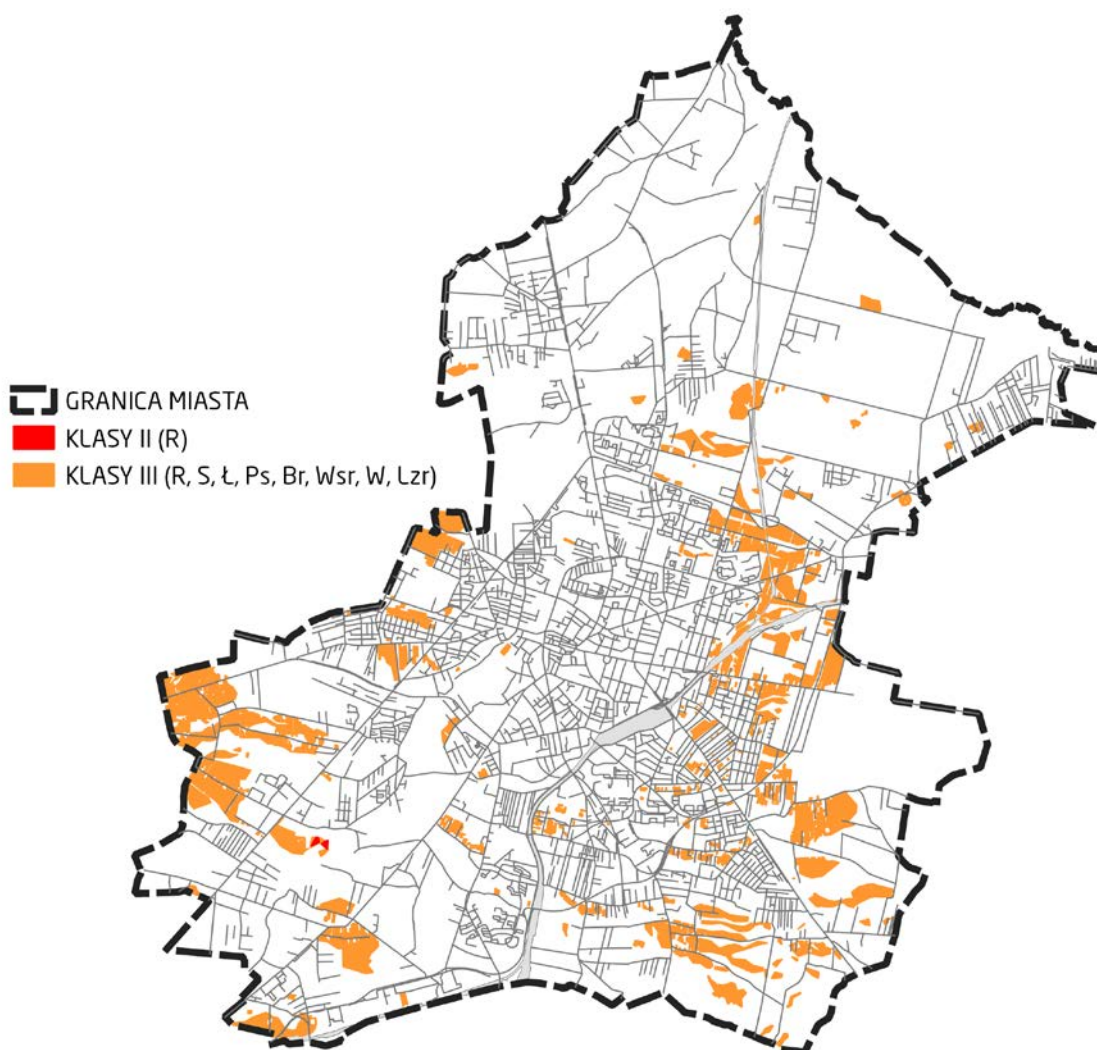 GRANICA MIASTA
KLASY II (R)
KLASY III (R, S, Ł, Ps, Br, Wsr, W, Lzr)